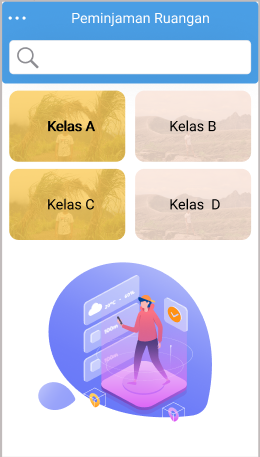 Peminjaman Ruangan
Kelas A
Kelas B
Kelas C
Kelas D